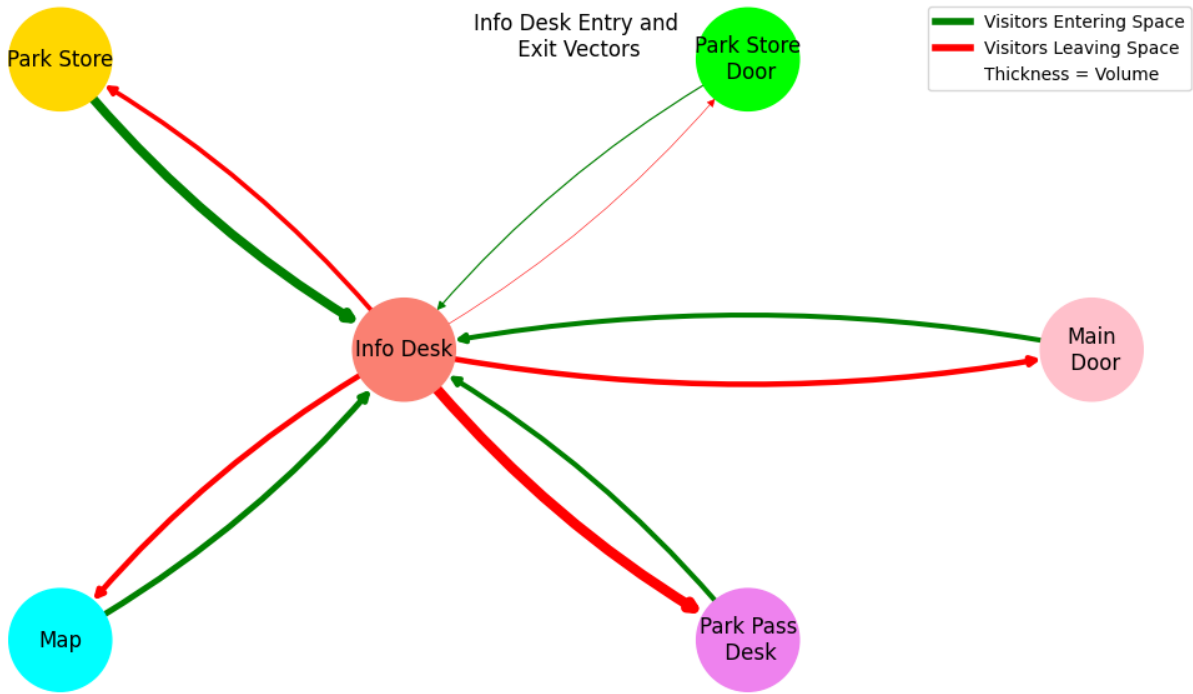 Info Desk Entry and
Exit Vectors
Park Store
Park Store
Door
Visitors Entering Space
Visitors Leaving Space
Thickness = Volume
Info Desk
Main
Door
Map
Park Pass
Desk